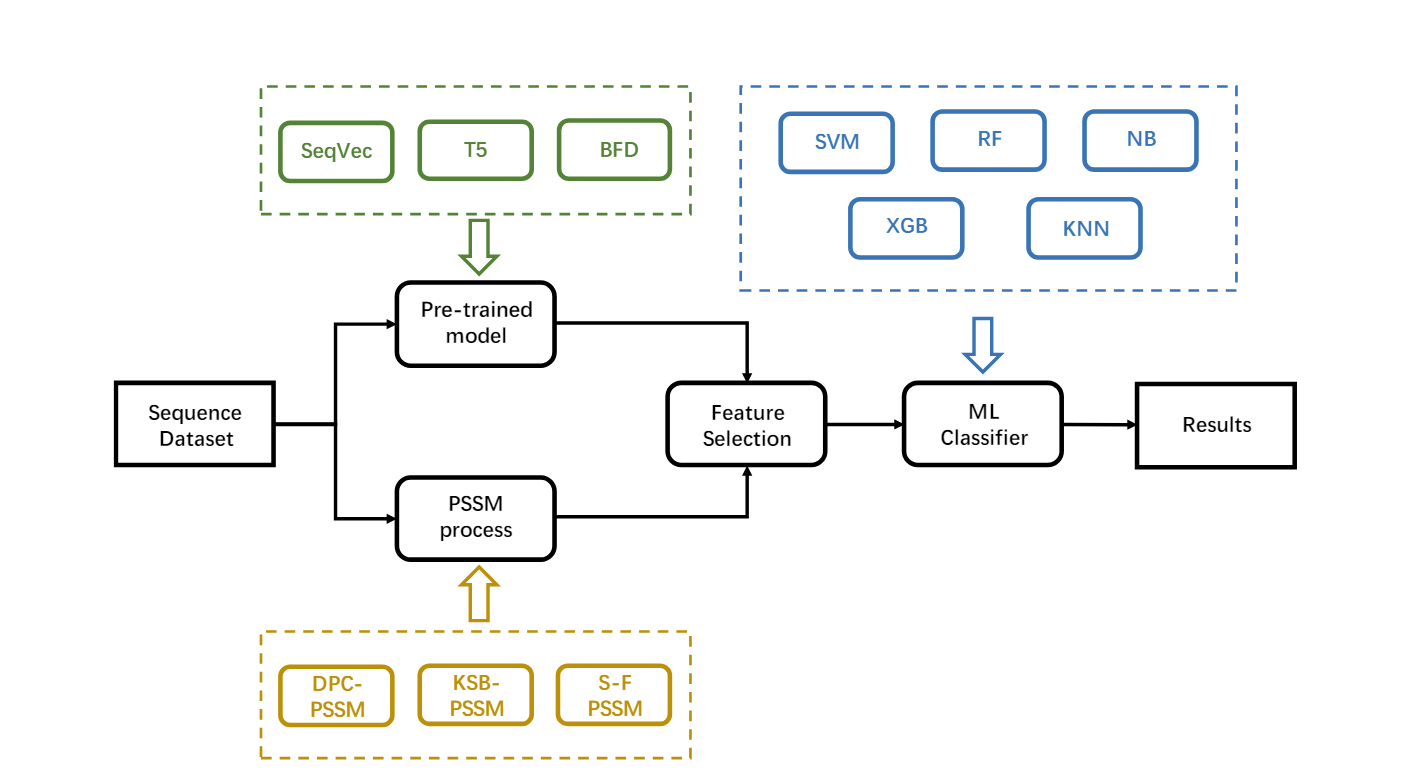 SeqVec
T5
BFD
SVM
RF
NB
XGB
KNN
Pre-trained
model
Sequence
Dataset
Feature
Selection
ML
Classifier
Results
PSSM
process
DPC-
PSSM
KSB-
PSSM
S-F
PSSM